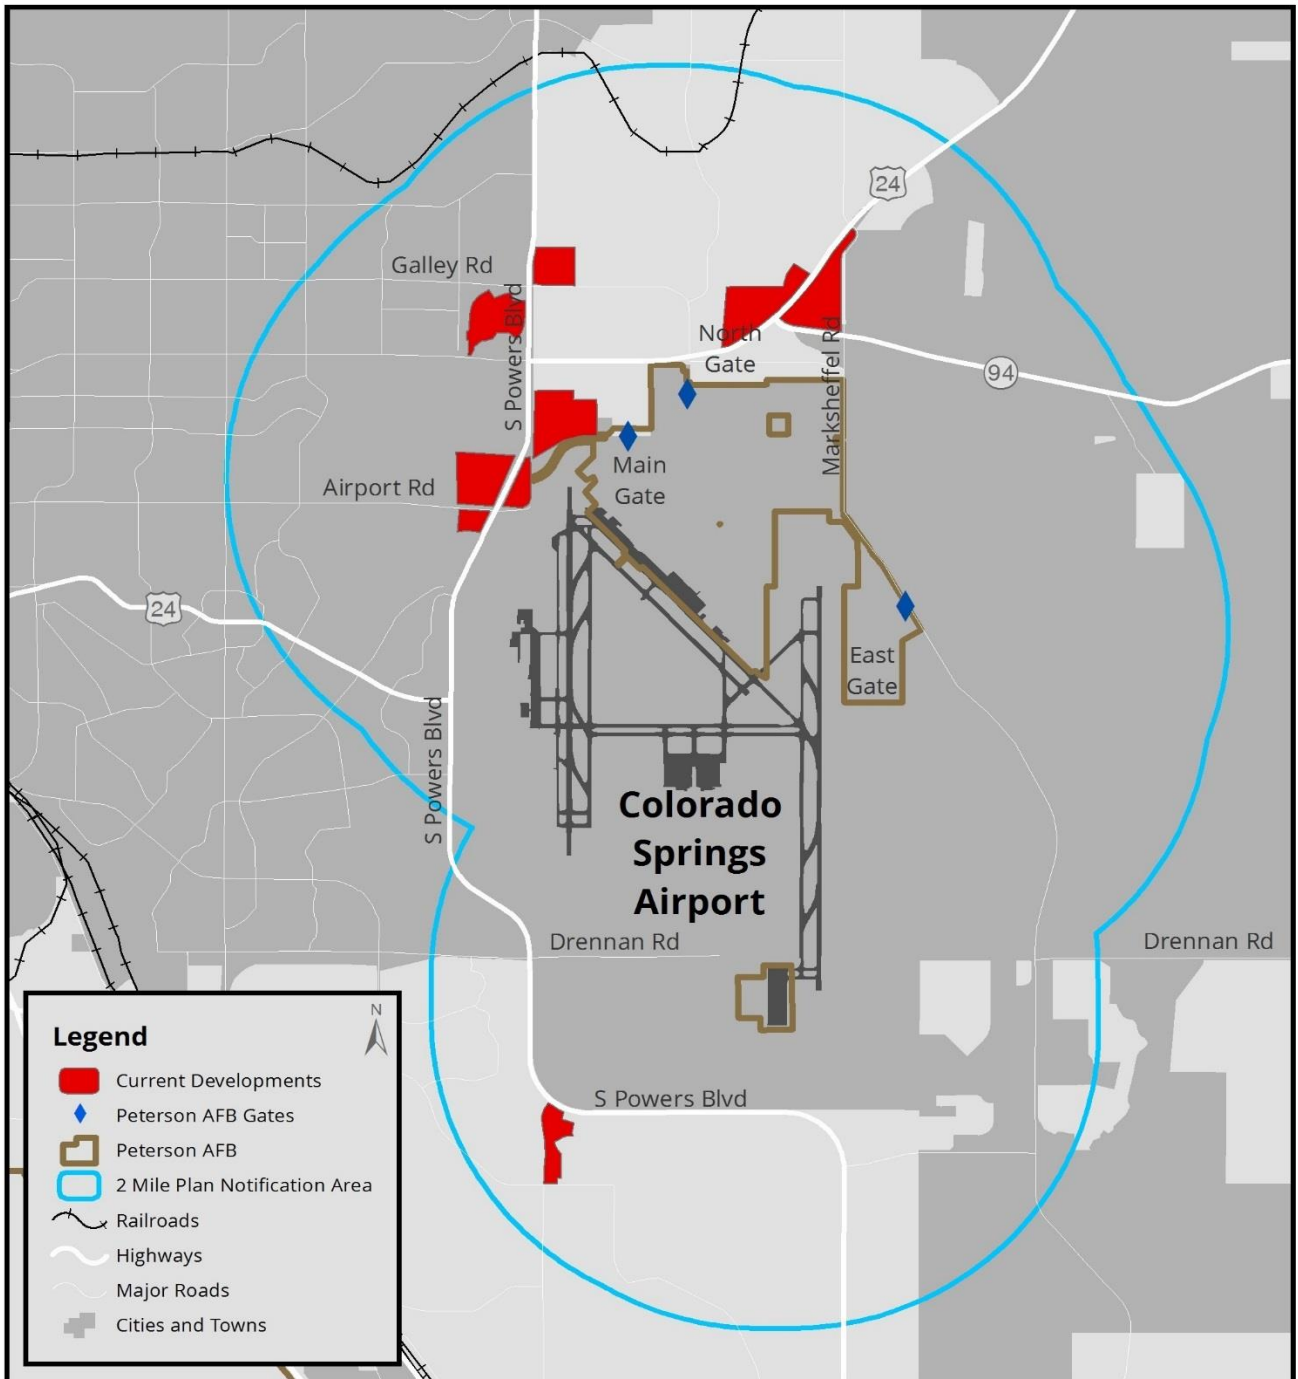 24
Galley Rd
S Powers Blvd
North
Gate
Marksheffel Rd
94
Main
Gate
Airport Rd
24
East
Gate
S Powers Blvd
Colorado
Springs
Airport
Drennan Rd
Drennan Rd
S Powers Blvd
N
Legend
Current Developments
Peterson AFB Gates
Peterson AFB
2 Mile Plan Notification Area
Railroads
Highways
Major Roads
Cities and Towns